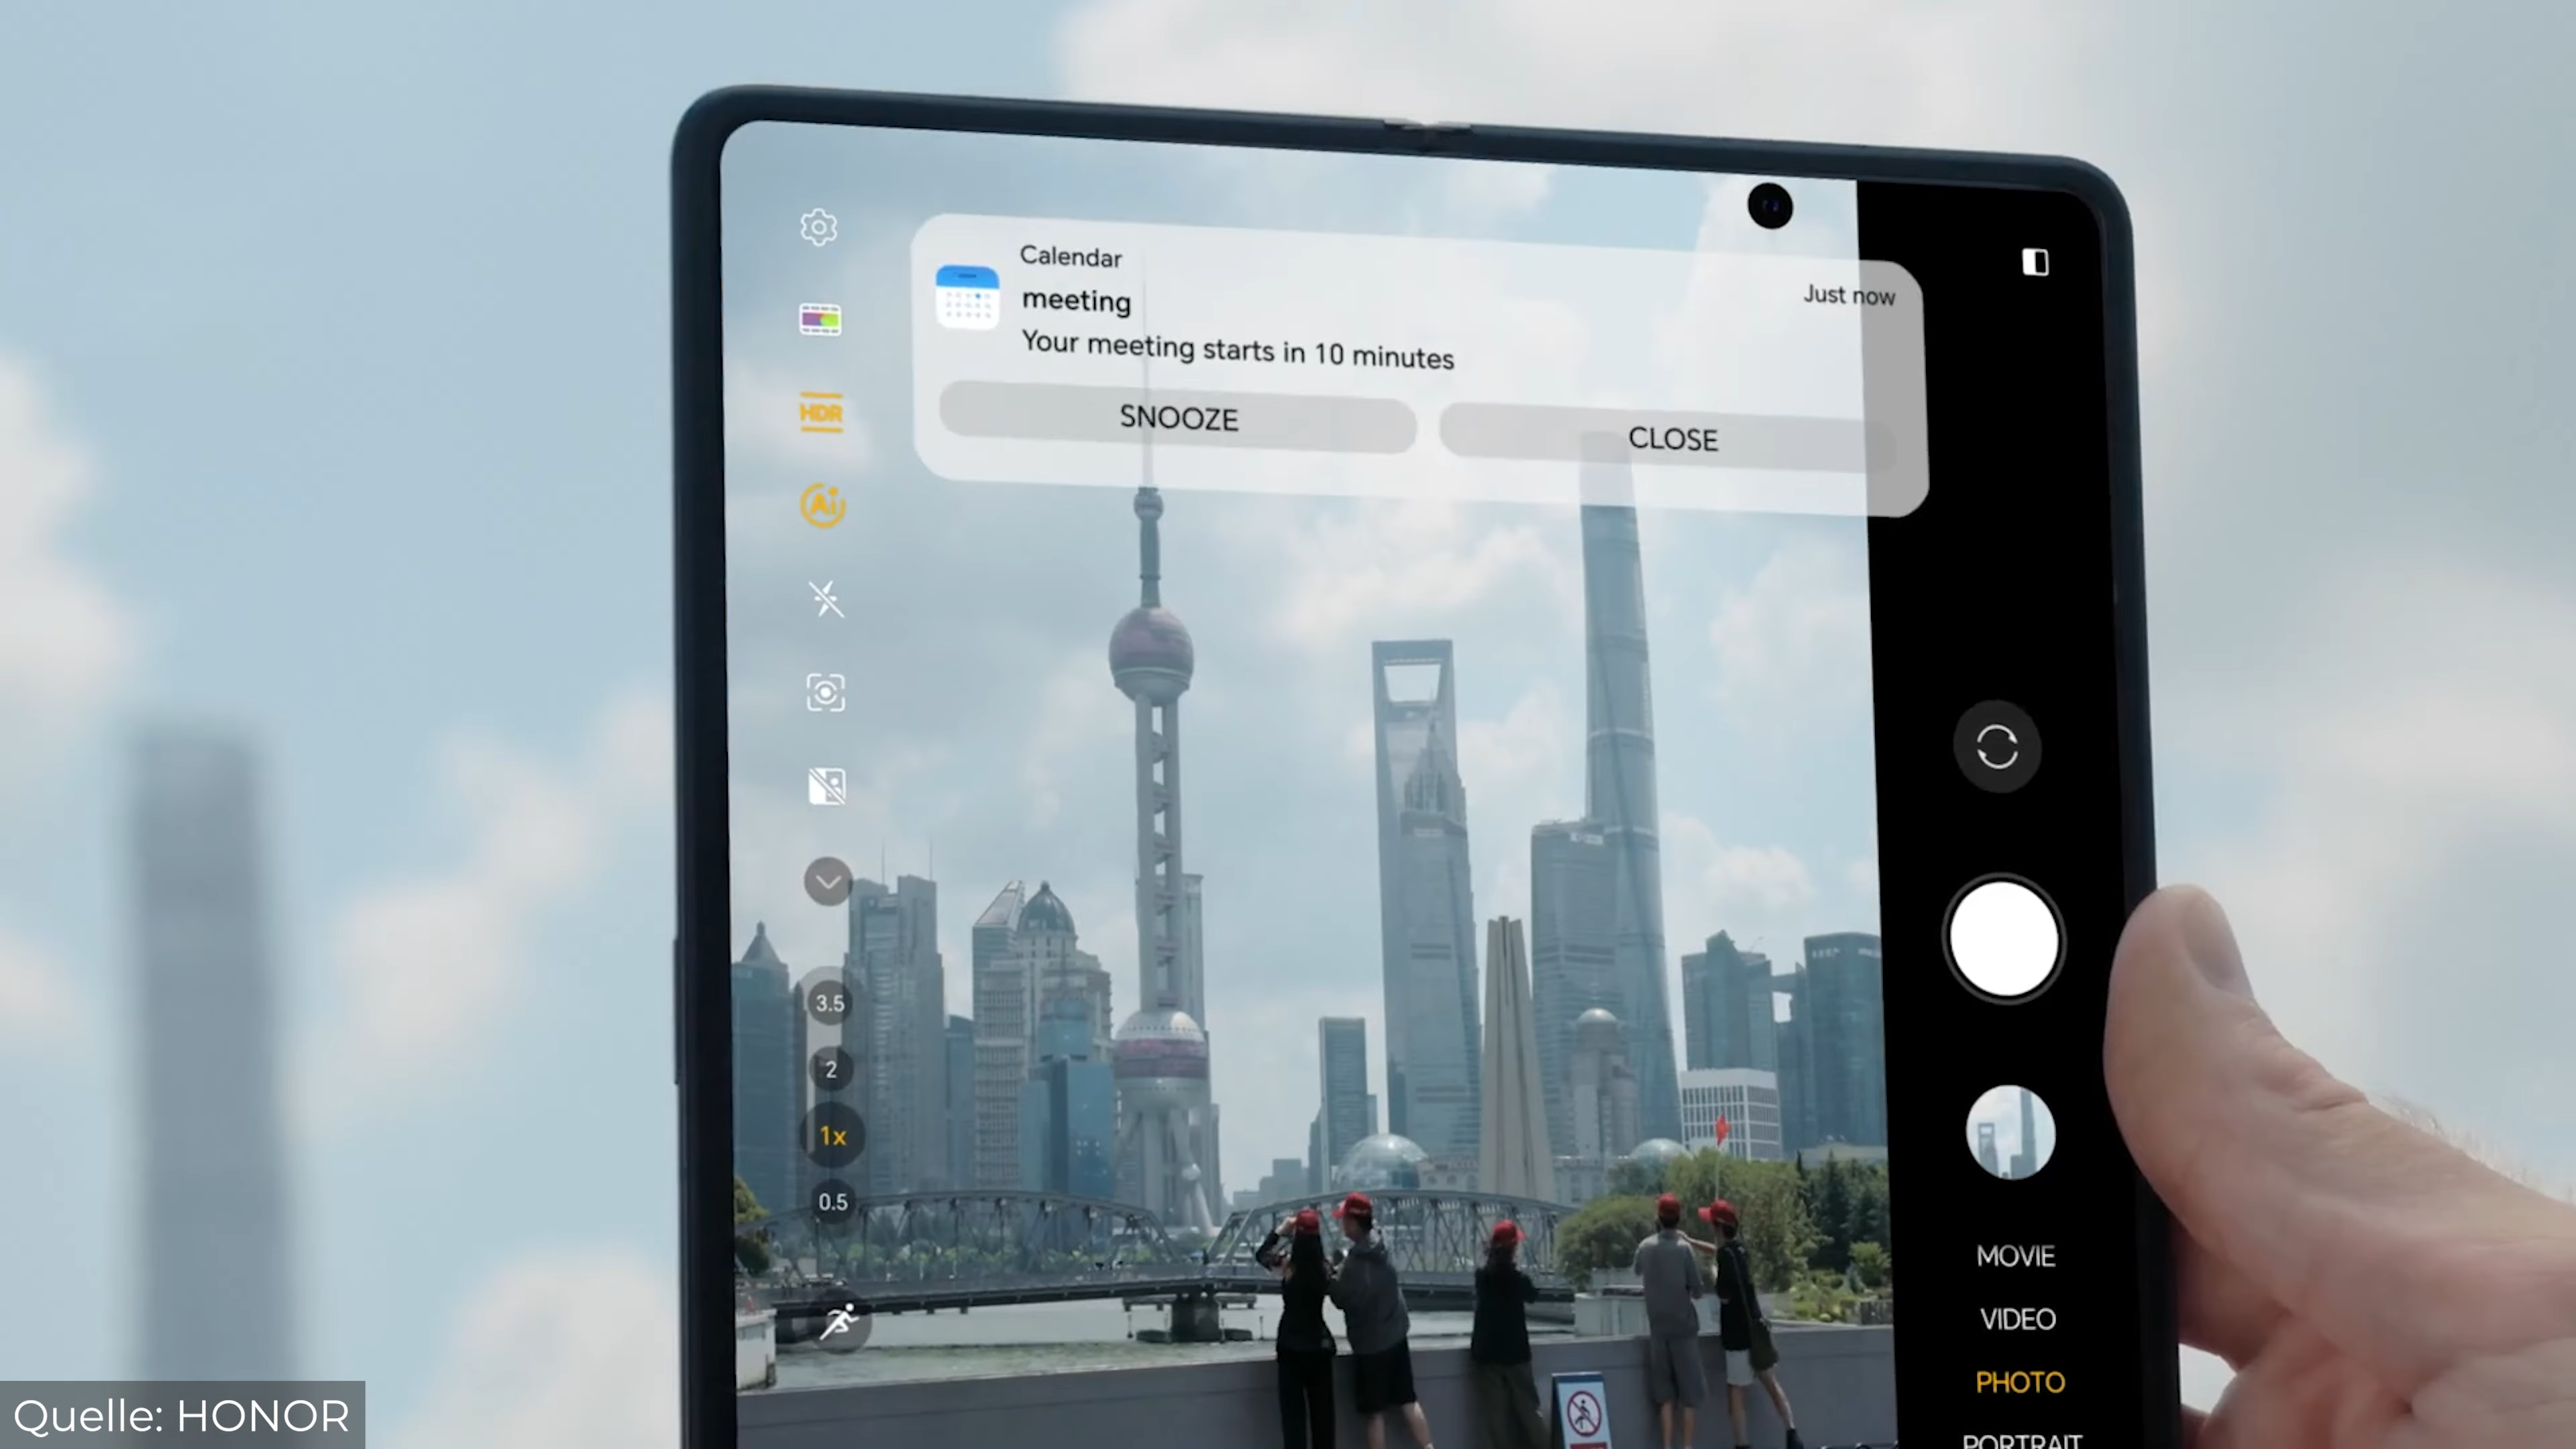 Calendar
Just now
meeting
Your meeting starts in 10 minutes
SNOOZE
CLOSE
HDR
Ai
3.5
2
1x
0.5
MOVIE
VIDEO
PHOTO
PORTRAIT
Quelle: HONOR